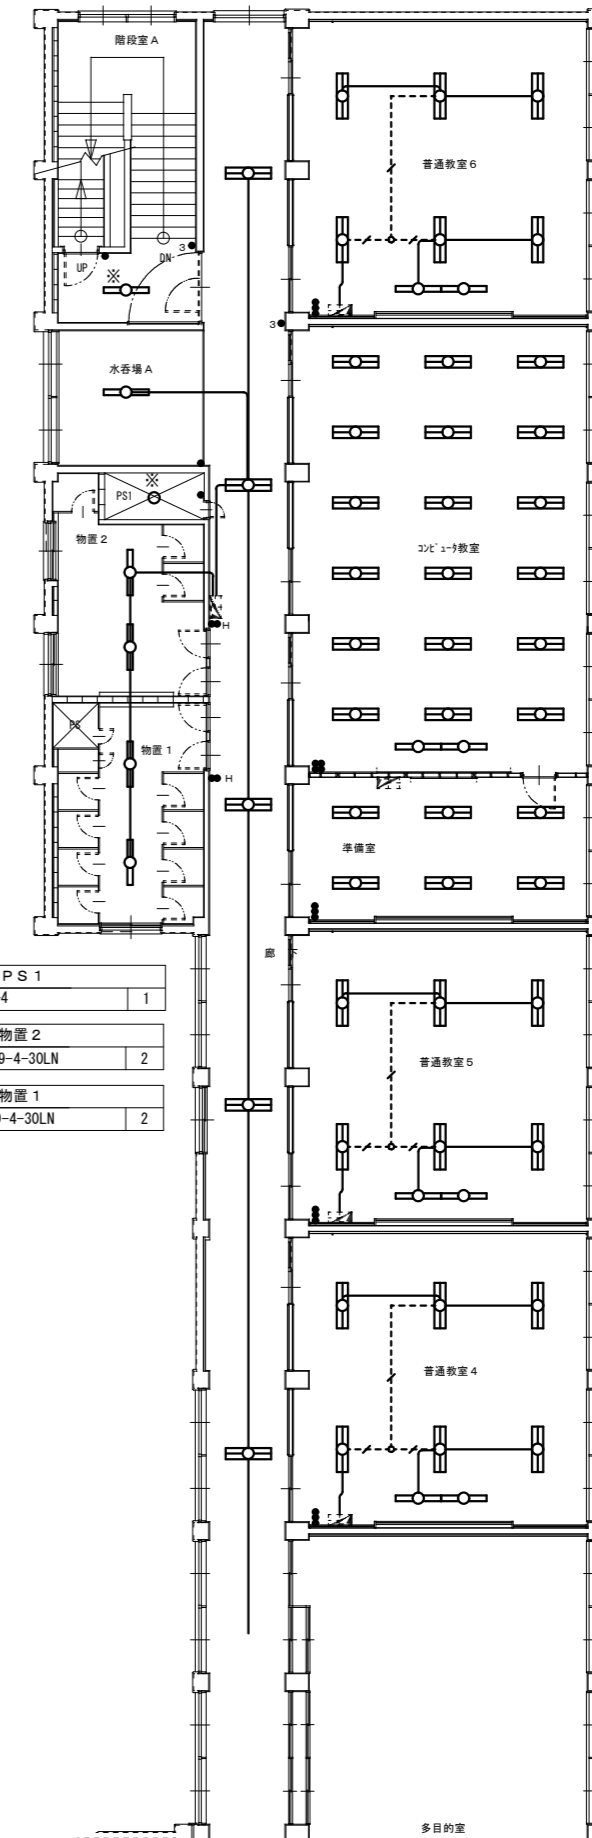 階段室A
普通教室6
3
UP
DN
※
3
水呑場A
※
PS1
物置2
コンピュータ教室
H
PS
物置1
H
準備室
廊下
PS1
4
1
物置2
9-4-30LN
2
普通教室5
物置1
-4-30LN
2
普通教室4
多目的室